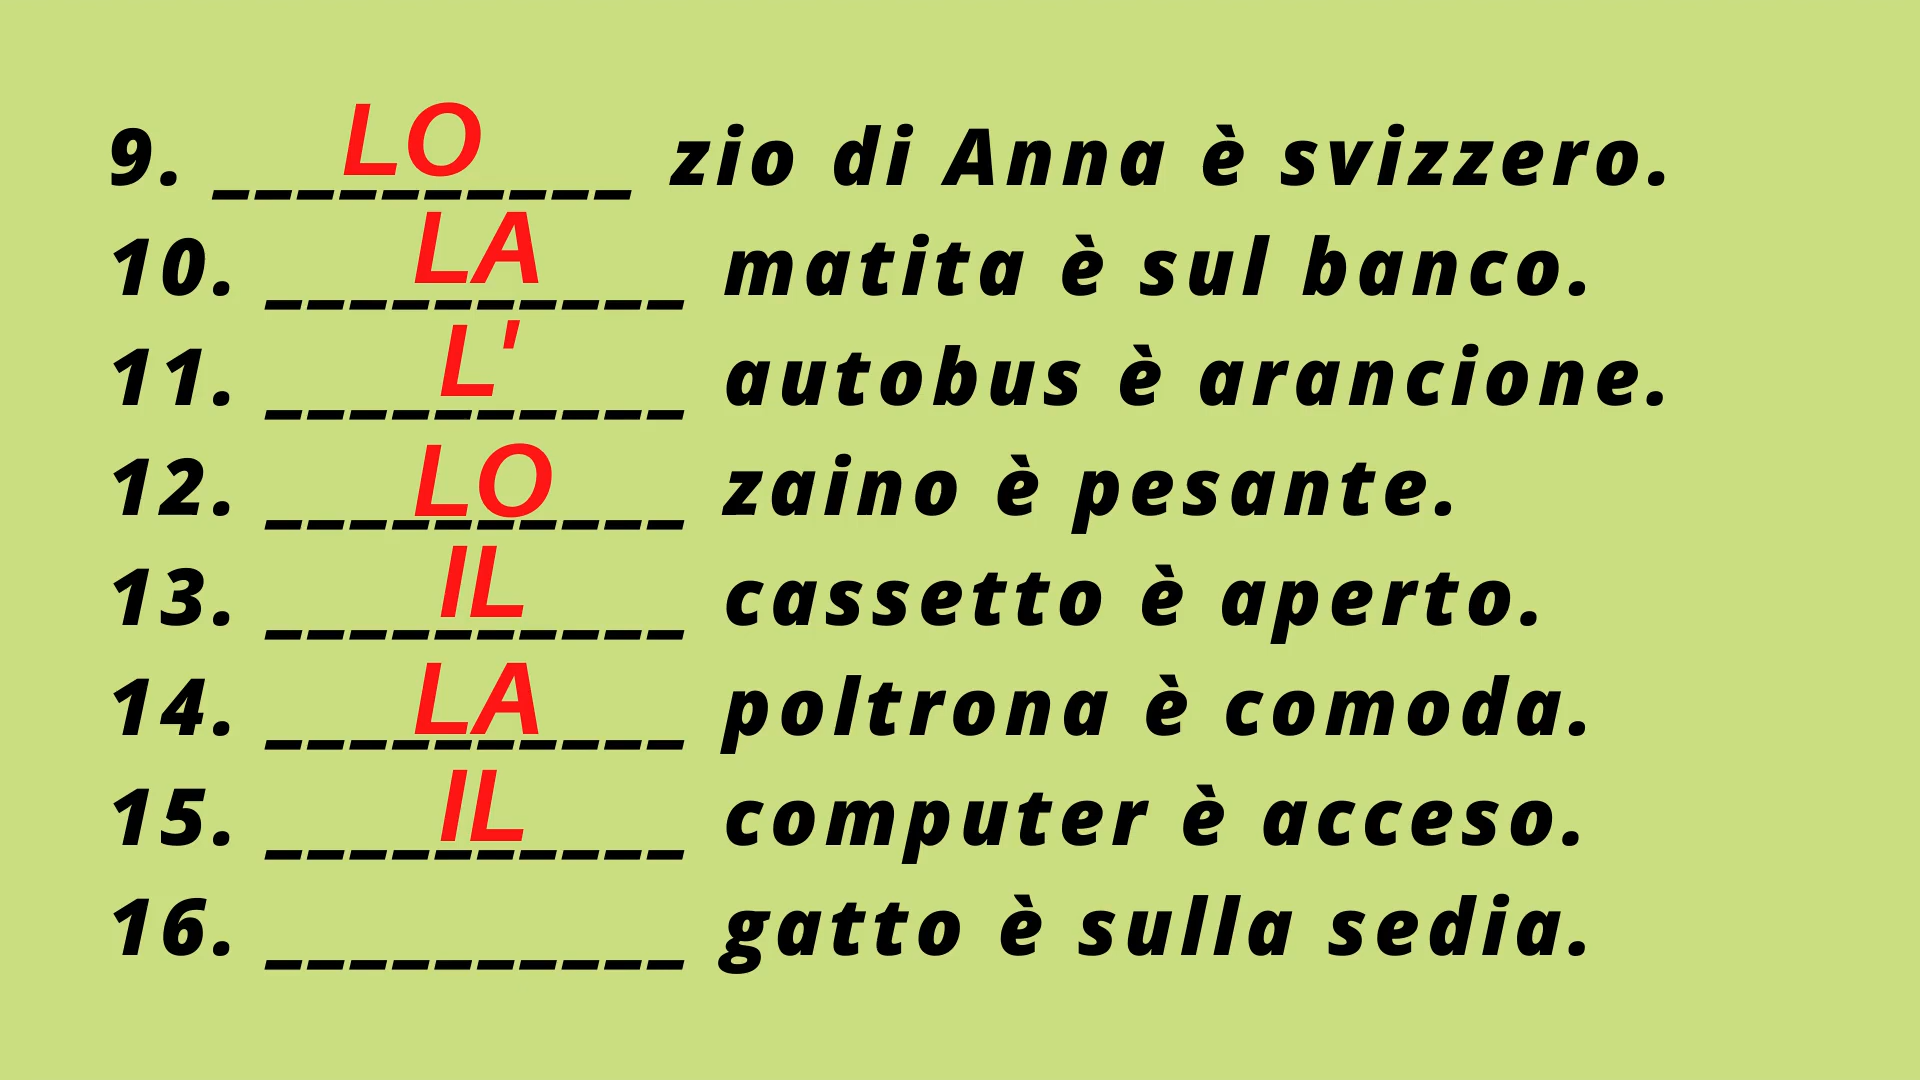 9. LO zio di Anna è svizzero.
10. LA matita è sul banco.
11. L' autobus è arancione.
12. LO zaino è pesante.
13. IL cassetto è aperto.
14. LA poltrona è comoda.
15. IL computer è acceso.
16. __________ gatto è sulla sedia.